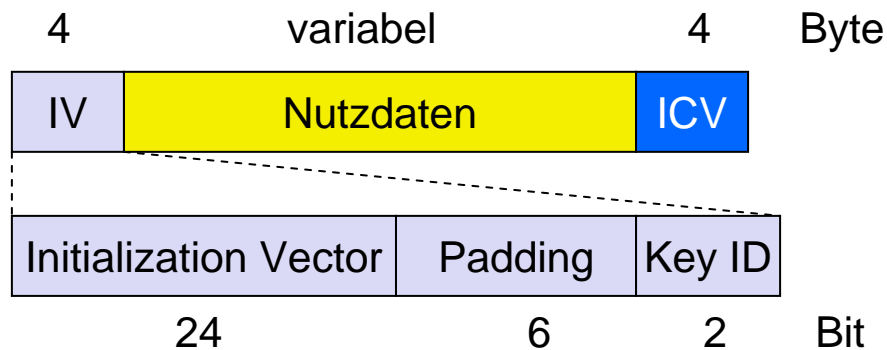 4 variabel 4 Byte
IV Nutzdaten ICV
Initialization Vector Padding Key ID
24 6 2 Bit